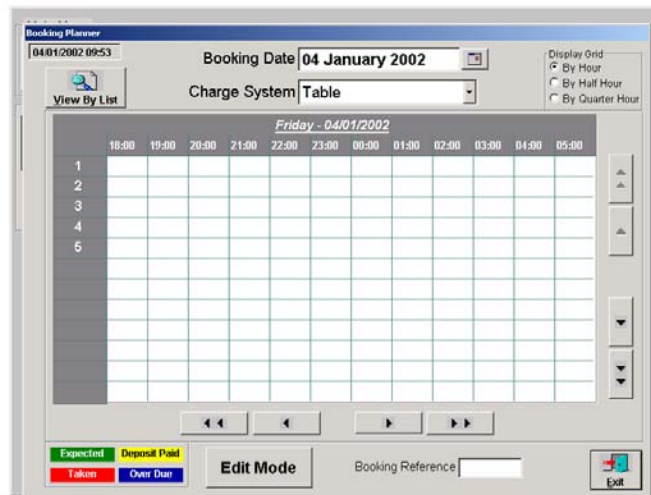 Booking Planner
04/01/2002 09:53
Booking Date 04 January 2002
Display Grid
By Hour
By Half Hour
By Quarter Hour
View By List
Charge System Table
Friday - 04/01/2002
18:00 19:00 20:00 21:00 22:00 23:00 00:00 01:00 02:00 03:00 04:00 05:00
1
2
3
4
5
Expected Deposit Paid
Taken Over Due
Edit Mode
Booking Reference
Exit